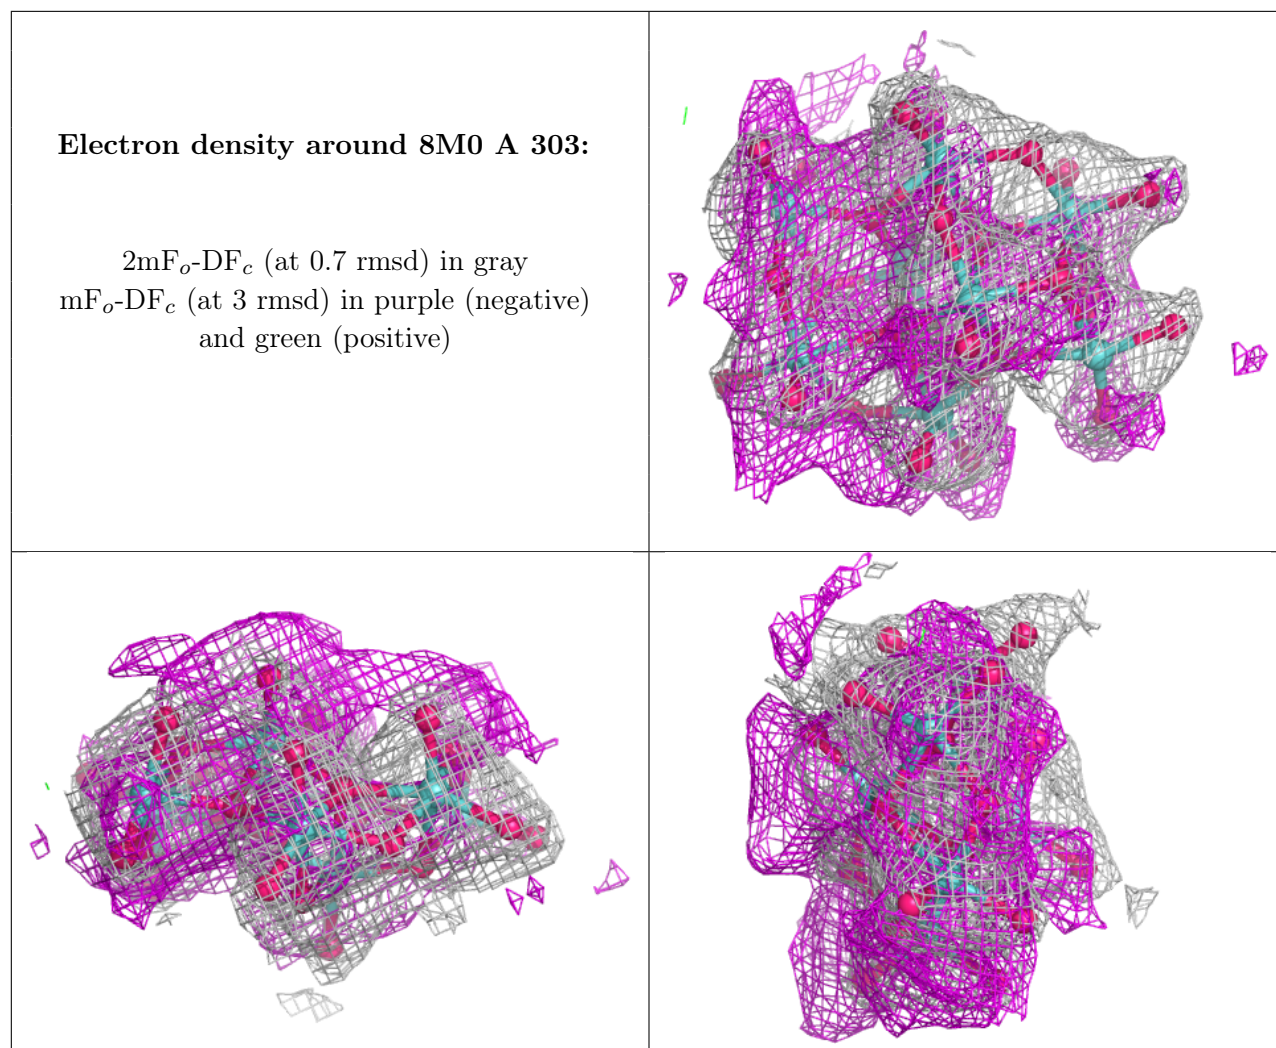 Electron density around 8M0 A 303:
2mFo-DFc (at 0.7 rmsd) in gray
mFo-DFc (at 3 rmsd) in purple (negative)
and green (positive)